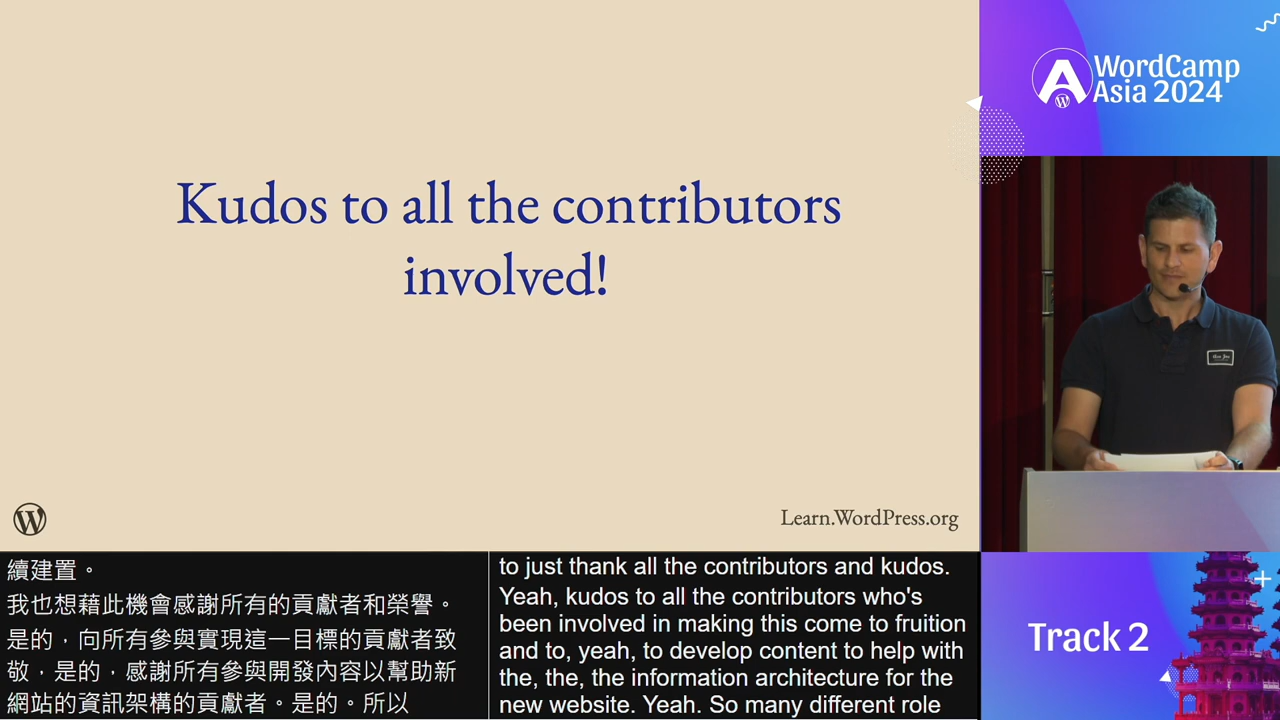 Kudos to all the contributors
involved!
Learn.WordPress.org
WordCamp
Asia 2024
Track 2
續建置。
我也想藉此機會感謝所有的貢獻者和榮譽。
是的，向所有參與實現這一目標的貢獻者致
敬，是的，感謝所有參與開發內容以幫助新
網站的資訊架構的貢獻者。是的。所以
to just thank all the contributors and kudos.
Yeah, kudos to all the contributors who's
been involved in making this come to fruition
and to, yeah, to develop content to help with
the, the, the information architecture for the
new website. Yeah. So many different role